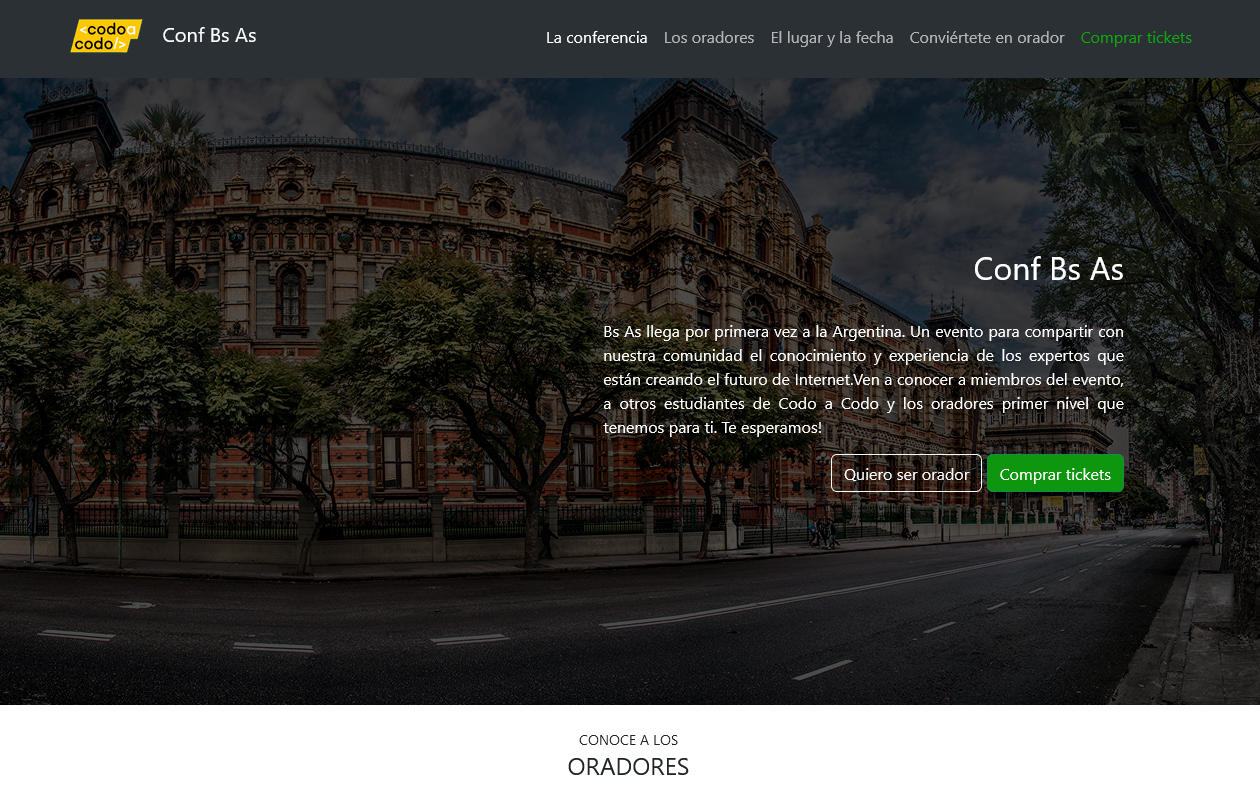 <codo a
codo/>
Conf Bs As
La conferencia
Los oradores
El lugar y la fecha
Conviértete en orador
Comprar tickets
Conf Bs As
Bs As llega por primera vez a la Argentina. Un evento para compartir con
nuestra comunidad el conocimiento y experiencia de los expertos que
están creando el futuro de Internet.Ven a conocer a miembros del evento,
a otros estudiantes de Codo a Codo y los oradores primer nivel que
tenemos para ti. Te esperamos!
Quiero ser orador
Comprar tickets
CONOCE A LOS
ORADORES